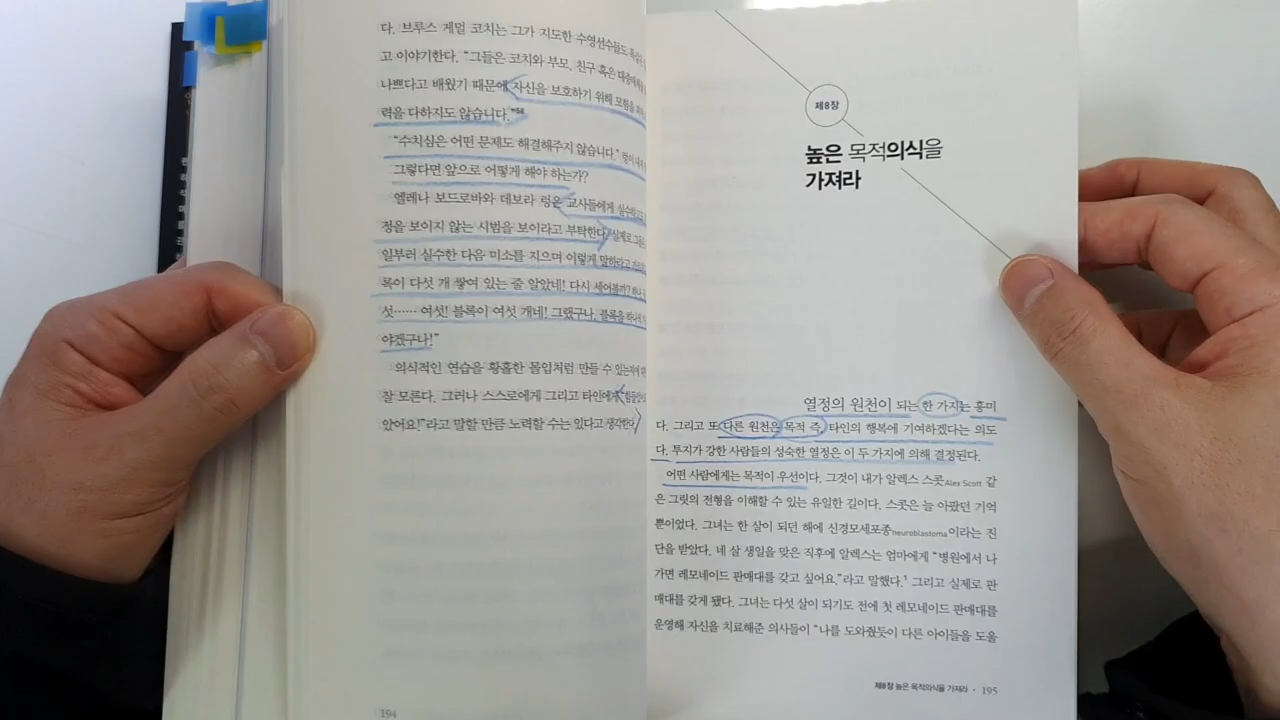 다. 브루스 게멀 코치는 그가 지도한 수영선수들도
고 이야기한다. “그들은 코치와 부모, 친구 혹은
나쁘다고 배웠기 때문에 자신을 보호하기 위해 모험을
력을 다하지도 않습니다.”
“수치심은 어떤 문제도 해결해주지 않습니다.”
그렇다면 앞으로 어떻게 해야 하는가?
엘레나 보드로바와 데보라 렁은 교사들에게
정을 보이지 않는 시범을 보이라고 부탁한다. 실제로
일부러 실수한 다음 미소를 지으며 이렇게 말하라고
록이 다섯 개 쌓여 있는 줄 알았네! 다시 세어볼까?
섯…… 여섯! 블록이 여섯 개네! 그랬구나. 블록을
야겠구나!”
의식적인 연습을 황홀한 몰입처럼 만들 수 있는지
잘 모른다. 그러나 스스로에게 그리고 타인에게
았어요!”라고 말할 만큼 노력할 수는 있다고 생각한다.
194
제8장
높은 목적의식을
가져라
열정의 원천이 되는 한 가지는 흥미
다. 그리고 또 다른 원천은 목적 즉, 타인의 행복에 기여하겠다는 의도
다. 투지가 강한 사람들의 성숙한 열정은 이 두 가지에 의해 결정된다.
어떤 사람에게는 목적이 우선이다. 그것이 내가 알렉스 스콧Alex Scott 같
은 그릿의 전형을 이해할 수 있는 유일한 길이다. 스콧은 늘 아팠던 기억
뿐이었다. 그녀는 한 살이 되던 해에 신경모세포종neuroblastoma이라는 진
단을 받았다. 네 살 생일을 맞은 직후에 알렉스는 엄마에게 “병원에서 나
가면 레모네이드 판매대를 갖고 싶어요.”라고 말했다.¹ 그리고 실제로 판
매대를 갖게 됐다. 그녀는 다섯 살이 되기도 전에 첫 레모네이드 판매대를
운영해 자신을 치료해준 의사들이 “나를 도와줬듯이 다른 아이들을 도울
제8장 높은 목적의식을 가져라 · 195